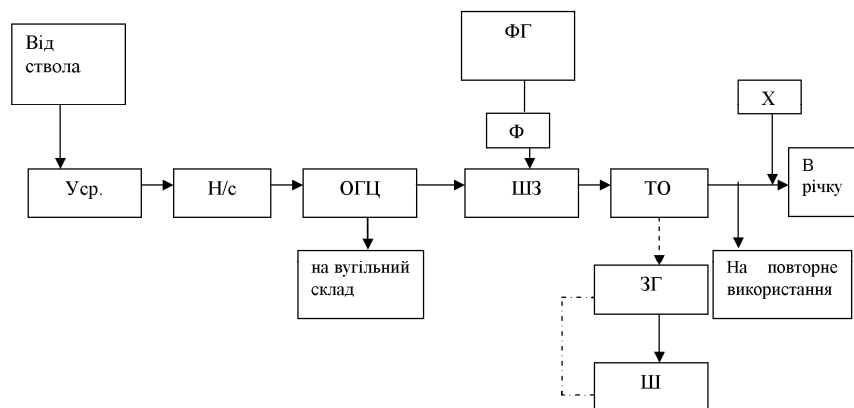 Від
ствола
ФГ
Х
Ф
Уср.
Н/с
ОГЦ
ШЗ
ТО
В
річку
на вугільний
склад
ЗГ
На повторне
використання
Ш